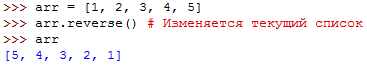 >>> arr = [1, 2, 3, 4, 5]
>>> arr.reverse() # Изменяется текущий список
>>> arr
[5, 4, 3, 2, 1]